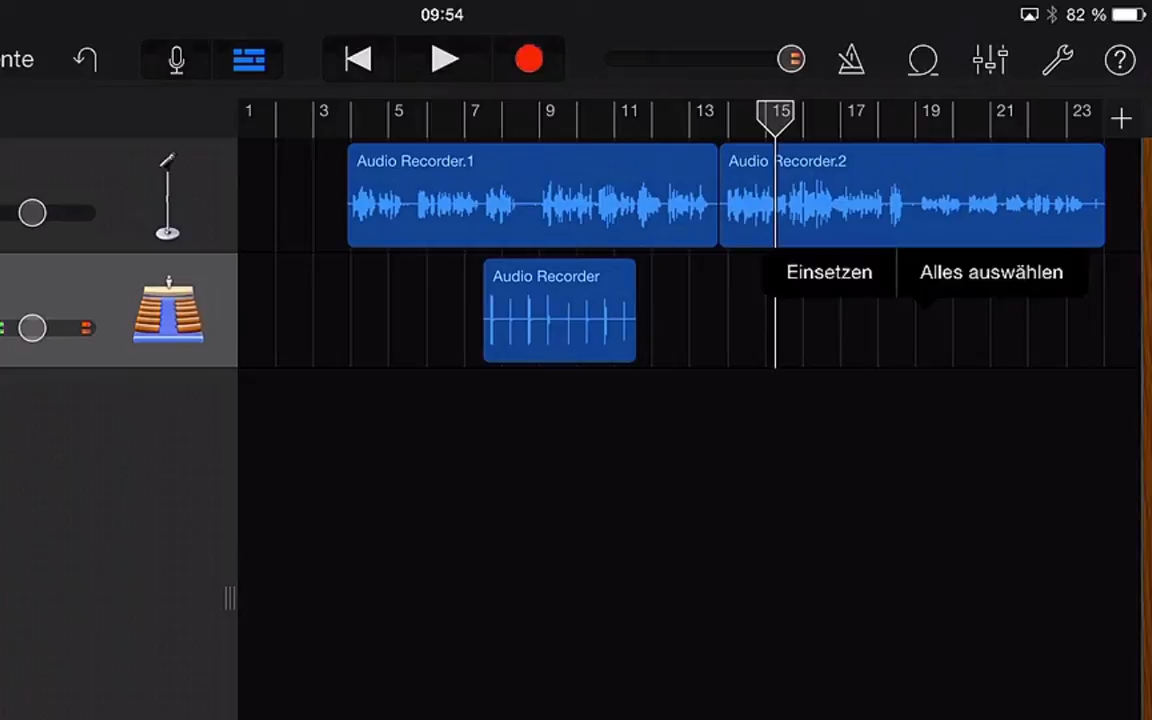 09:54
82 %
nte
?
1 3 5 7 9 11 13 15 17 19 21 23 +
Audio Recorder.1
Audio Recorder.2
Einsetzen
Alles auswählen
Audio Recorder